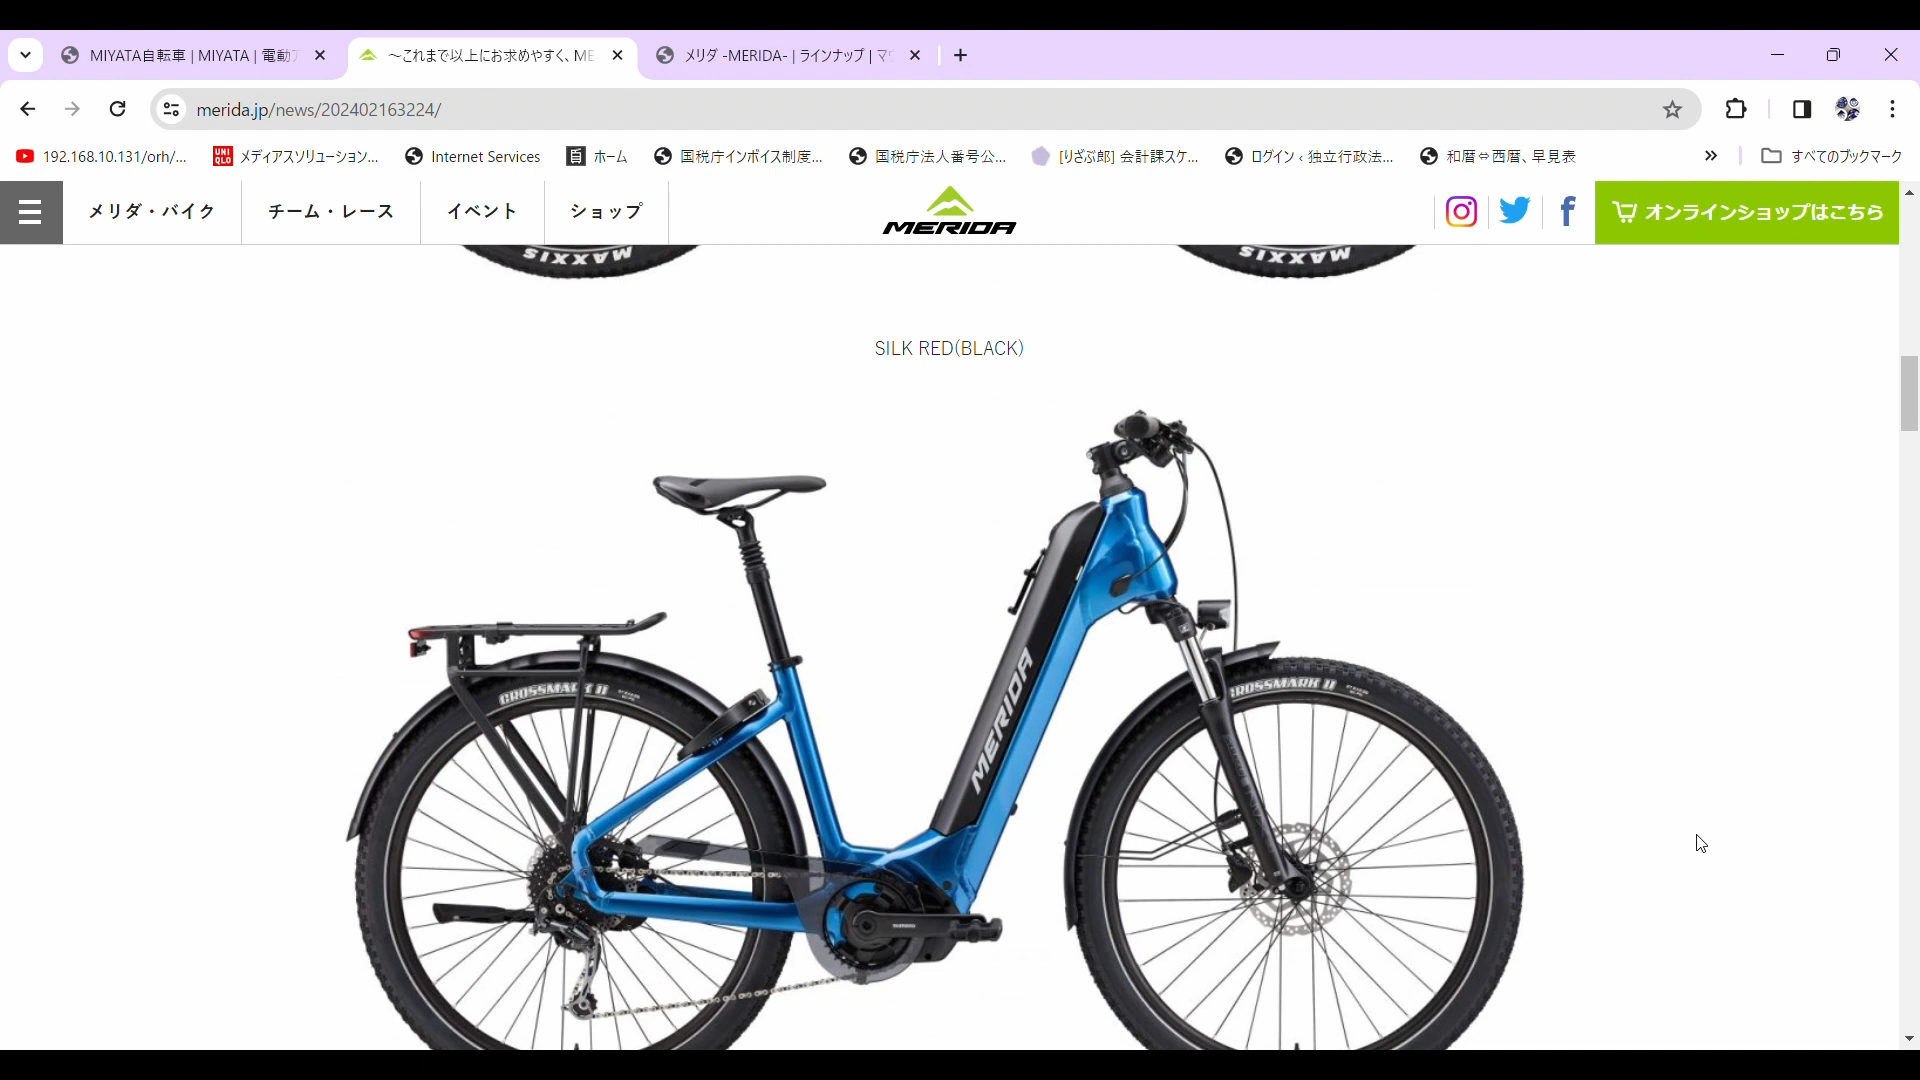 MIYATA自転車 | MIYATA | 電動ア
～これまで以上にお求めやすく、ME
メリダ -MERIDA- | ラインナップ | マウ
merida.jp/news/202402163224/
192.168.10.131/orh/...
メディアスソリューション...
Internet Services
ホーム
国税庁インボイス制度...
国税庁法人番号公...
[りざぶ郎] 会計課スケ...
ログイン ‹ 独立行政法...
和暦⇔西暦、早見表
すべてのブックマーク
メリダ・バイク
チーム・レース
イベント
ショップ
MERIDA
オンラインショップはこちら
MAXXIS
MAXXIS
SILK RED(BLACK)
MERIDA
CROSSMARK II
CROSSMARK II
SHIMANO